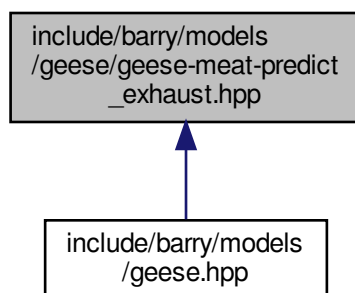 include/barry/models
/geese/geese-meat-predict
_exhaust.hpp
include/barry/models
/geese.hpp